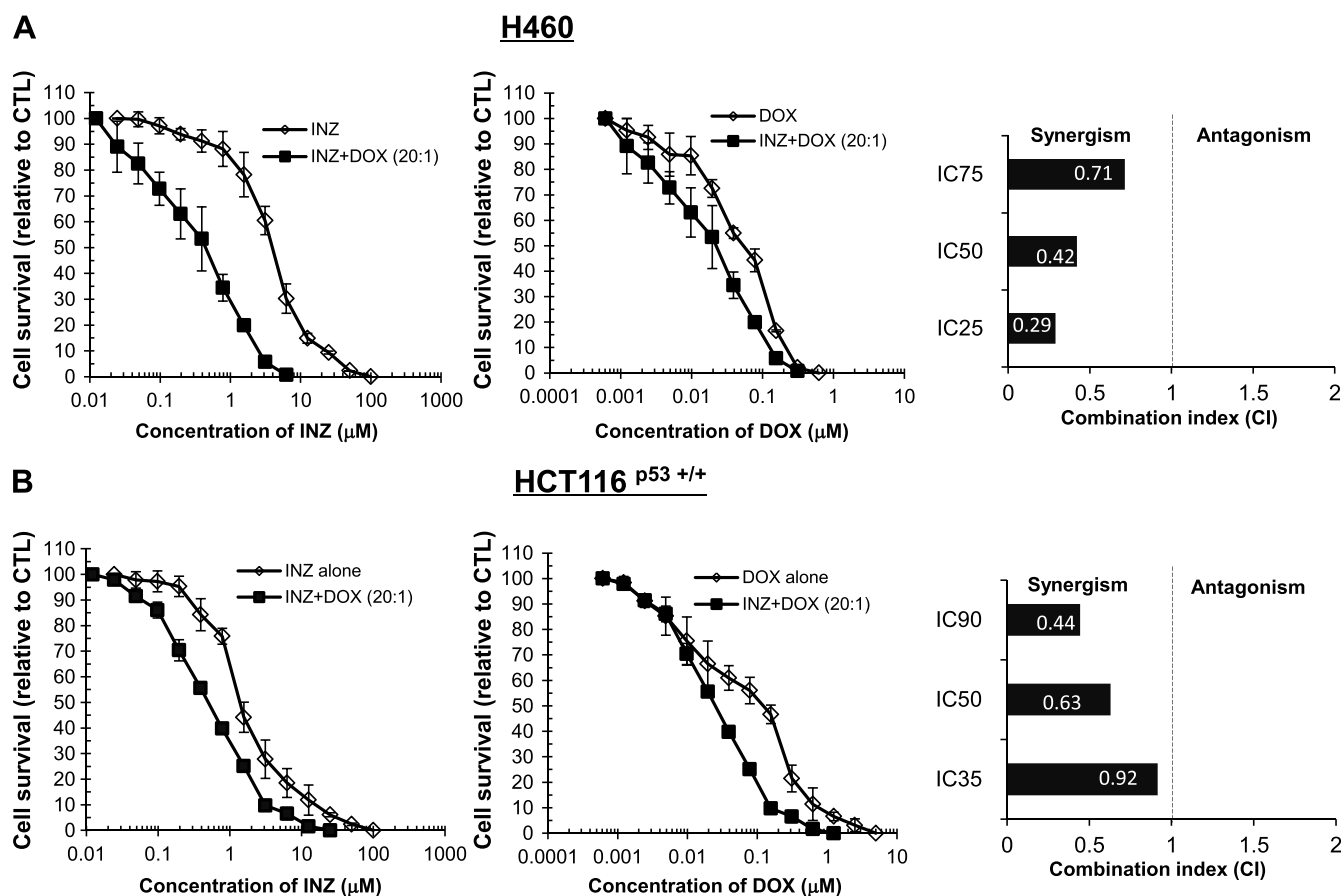 A
H460
Cell survival (relative to CTL)
110
100
90
80
70
60
50
40
30
20
10
0
INZ
INZ+DOX (20:1)
0.01 0.1 1 10 100 1000
Concentration of INZ (μM)
Cell survival (relative to CTL)
110
100
90
80
70
60
50
40
30
20
10
0
DOX
INZ+DOX (20:1)
0.0001 0.001 0.01 0.1 1 10
Concentration of DOX (μM)
Synergism Antagonism
IC75 0.71
IC50 0.42
IC25 0.29
0 0.5 1 1.5 2
Combination index (CI)
B
HCT116 p53 +/+
Cell survival (relative to CTL)
110
100
90
80
70
60
50
40
30
20
10
0
INZ alone
INZ+DOX (20:1)
0.01 0.1 1 10 100 1000
Concentration of INZ (μM)
Cell survival (relative to CTL)
110
100
90
80
70
60
50
40
30
20
10
0
DOX alone
INZ+DOX (20:1)
0.0001 0.001 0.01 0.1 1 10
Concentration of DOX (μM)
Synergism Antagonism
IC90 0.44
IC50 0.63
IC35 0.92
0 0.5 1 1.5 2
Combination index (CI)